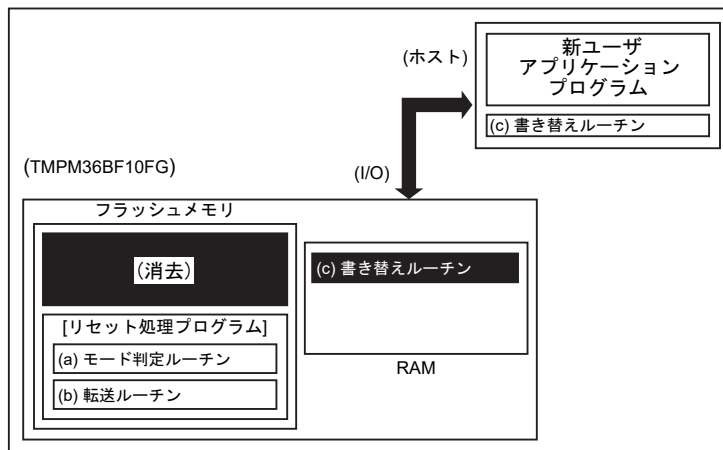 (ホスト)
新ユーザ
アプリケーション
プログラム
(c) 書き替えルーチン
(TMPM36BF10FG)
(I/O)
フラッシュメモリ
(消去)
(c) 書き替えルーチン
[リセット処理プログラム]
(a) モード判定ルーチン
(b) 転送ルーチン
RAM